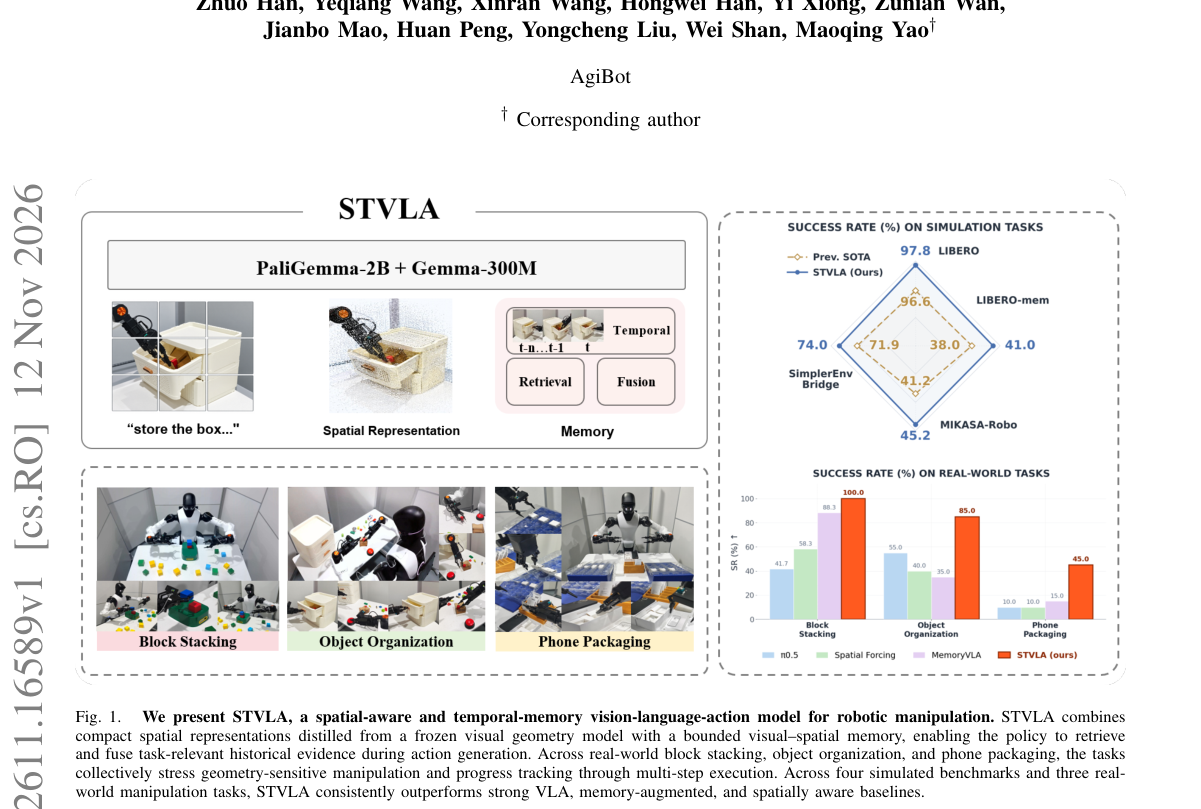 Zhuo Han, Yeqiang Wang, Xinran Wang, Hongwei Han, Yi Xiong, Zunian Wan,
Jianbo Mao, Huan Peng, Yongcheng Liu, Wei Shan, Maoqing Yao†
AgiBot
† Corresponding author
2611.16589v1 [cs.RO] 12 Nov 2026
STVLA
PaliGemma-2B + Gemma-300M
"store the box..."
Spatial Representation
Temporal
t-n...t-1 t
Retrieval
Fusion
Memory
Block Stacking
Object Organization
Phone Packaging
SUCCESS RATE (%) ON SIMULATION TASKS
Prev. SOTA
STVLA (Ours)
97.8 LIBERO
96.6
LIBERO-mem
74.0
71.9
38.0
41.0
SimplerEnv
Bridge
41.2
MIKASA-Robo
45.2
SUCCESS RATE (%) ON REAL-WORLD TASKS
SR (%) ↑
100
80
60
40
20
0
41.7
58.3
88.3
100.0
55.0
40.0
35.0
85.0
10.0
10.0
15.0
45.0
Block
Stacking
Object
Organization
Phone
Packaging
π0.5
Spatial Forcing
MemoryVLA
STVLA (ours)
Fig. 1. We present STVLA, a spatial-aware and temporal-memory vision-language-action model for robotic manipulation. STVLA combines
compact spatial representations distilled from a frozen visual geometry model with a bounded visual–spatial memory, enabling the policy to retrieve
and fuse task-relevant historical evidence during action generation. Across real-world block stacking, object organization, and phone packaging, the tasks
collectively stress geometry-sensitive manipulation and progress tracking through multi-step execution. Across four simulated benchmarks and three real-
world manipulation tasks, STVLA consistently outperforms strong VLA, memory-augmented, and spatially aware baselines.